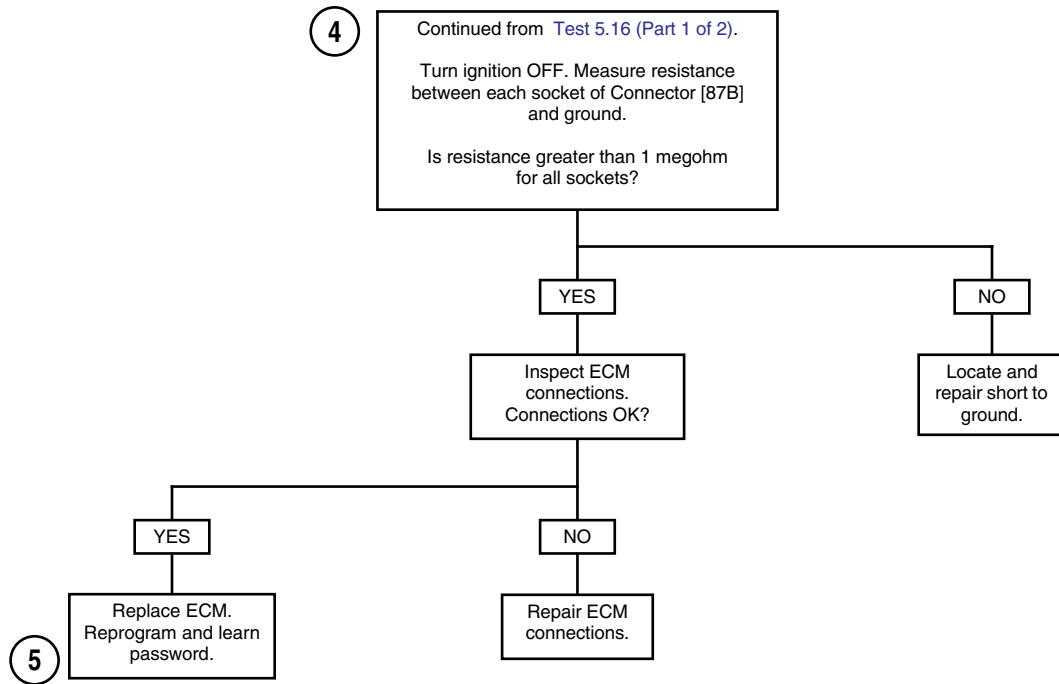 4
Continued from Test 5.16 (Part 1 of 2).
Turn ignition OFF. Measure resistance
between each socket of Connector [87B]
and ground.
Is resistance greater than 1 megohm
for all sockets?
YES
NO
Inspect ECM
connections.
Connections OK?
Locate and
repair short to
ground.
YES
NO
Replace ECM.
Reprogram and learn
password.
Repair ECM
connections.
5